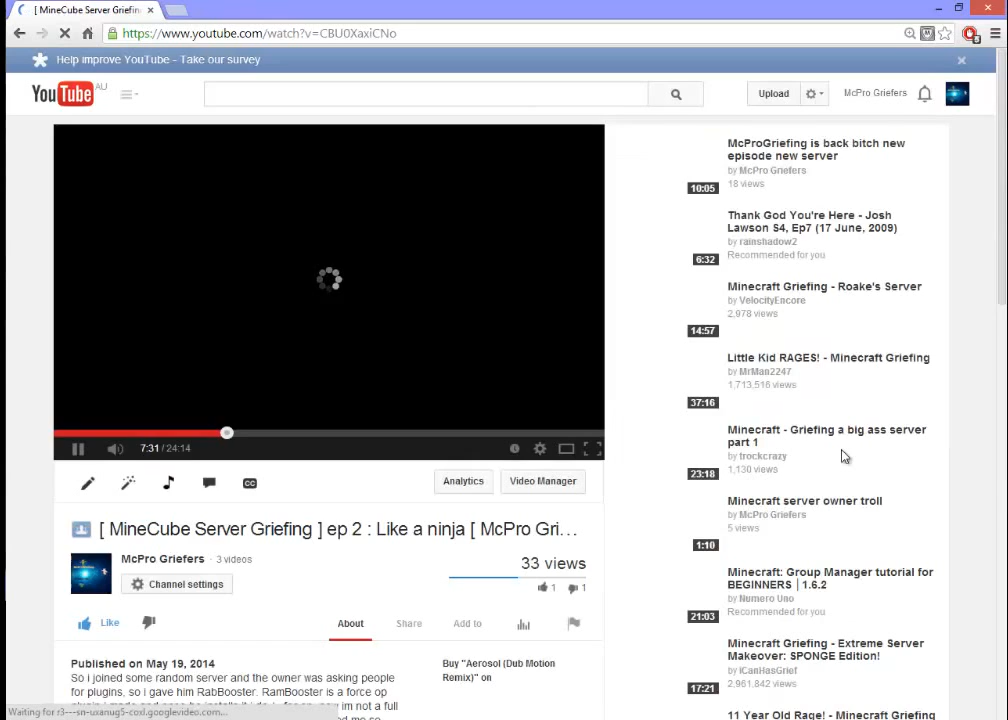 [ MineCube Server Griefin
https://www.youtube.com/watch?v=CBU0XaxiCNo
Help improve YouTube - Take our survey
YouTube AU
Upload
McPro Griefers
McProGriefing is back bitch new
episode new server
by McPro Griefers
18 views
10:05
Thank God You're Here - Josh
Lawson S4, Ep7 (17 June, 2009)
by rainshadow2
Recommended for you
6:32
Minecraft Griefing - Roake's Server
by VelocityEncore
2,978 views
14:57
Little Kid RAGES! - Minecraft Griefing
by MrMan2247
1,713,516 views
37:16
Minecraft - Griefing a big ass server
part 1
by trockcrazy
1,130 views
23:18
Minecraft server owner troll
by McPro Griefers
5 views
1:10
Minecraft: Group Manager tutorial for
BEGINNERS | 1.6.2
by Numero Uno
Recommended for you
21:03
Minecraft Griefing - Extreme Server
Makeover: SPONGE Edition!
by iCanHasGrief
2,961,842 views
17:21
11 Year Old Rage! - Minecraft Griefing
7:31 / 24:14
CC
Analytics
Video Manager
[ MineCube Server Griefing ] ep 2 : Like a ninja [ McPro Gri...
McPro Griefers · 3 videos
Channel settings
33 views
1 1
Like
About
Share
Add to
Published on May 19, 2014
So i joined some random server and the owner was asking people
for plugins, so i gave him RabBooster. RamBooster is a force op
Buy "Aerosol (Dub Motion
Remix)" on
Waiting for r3---sn-uxanug5-coxl.googlevideo.com...